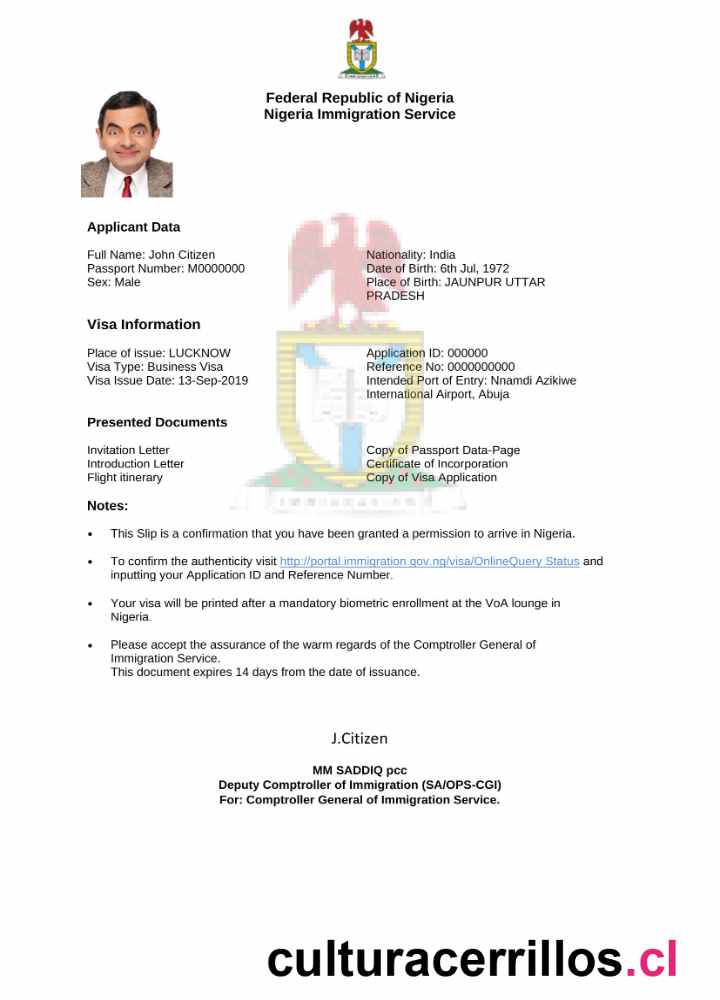 Federal Republic of Nigeria
Nigeria Immigration Service
Applicant Data
Full Name: John Citizen
Passport Number: M0000000
Sex: Male
Nationality: India
Date of Birth: 6th Jul, 1972
Place of Birth: JAUNPUR UTTAR
PRADESH
Visa Information
Place of issue: LUCKNOW
Visa Type: Business Visa
Visa Issue Date: 13-Sep-2019
Application ID: 000000
Reference No: 0000000000
Intended Port of Entry: Nnamdi Azikiwe
International Airport, Abuja
Presented Documents
Invitation Letter
Introduction Letter
Flight itinerary
Copy of Passport Data-Page
Certificate of Incorporation
Copy of Visa Application
Notes:
• This Slip is a confirmation that you have been granted a permission to arrive in Nigeria.
• To confirm the authenticity visit http://portal.immigration.gov.ng/visa/OnlineQuery Status and
inputting your Application ID and Reference Number.
• Your visa will be printed after a mandatory biometric enrollment at the VoA lounge in
Nigeria.
• Please accept the assurance of the warm regards of the Comptroller General of
Immigration Service.
This document expires 14 days from the date of issuance.
J.Citizen
MM SADDIQ pcc
Deputy Comptroller of Immigration (SA/OPS-CGI)
For: Comptroller General of Immigration Service.
culturacerrillos.cl